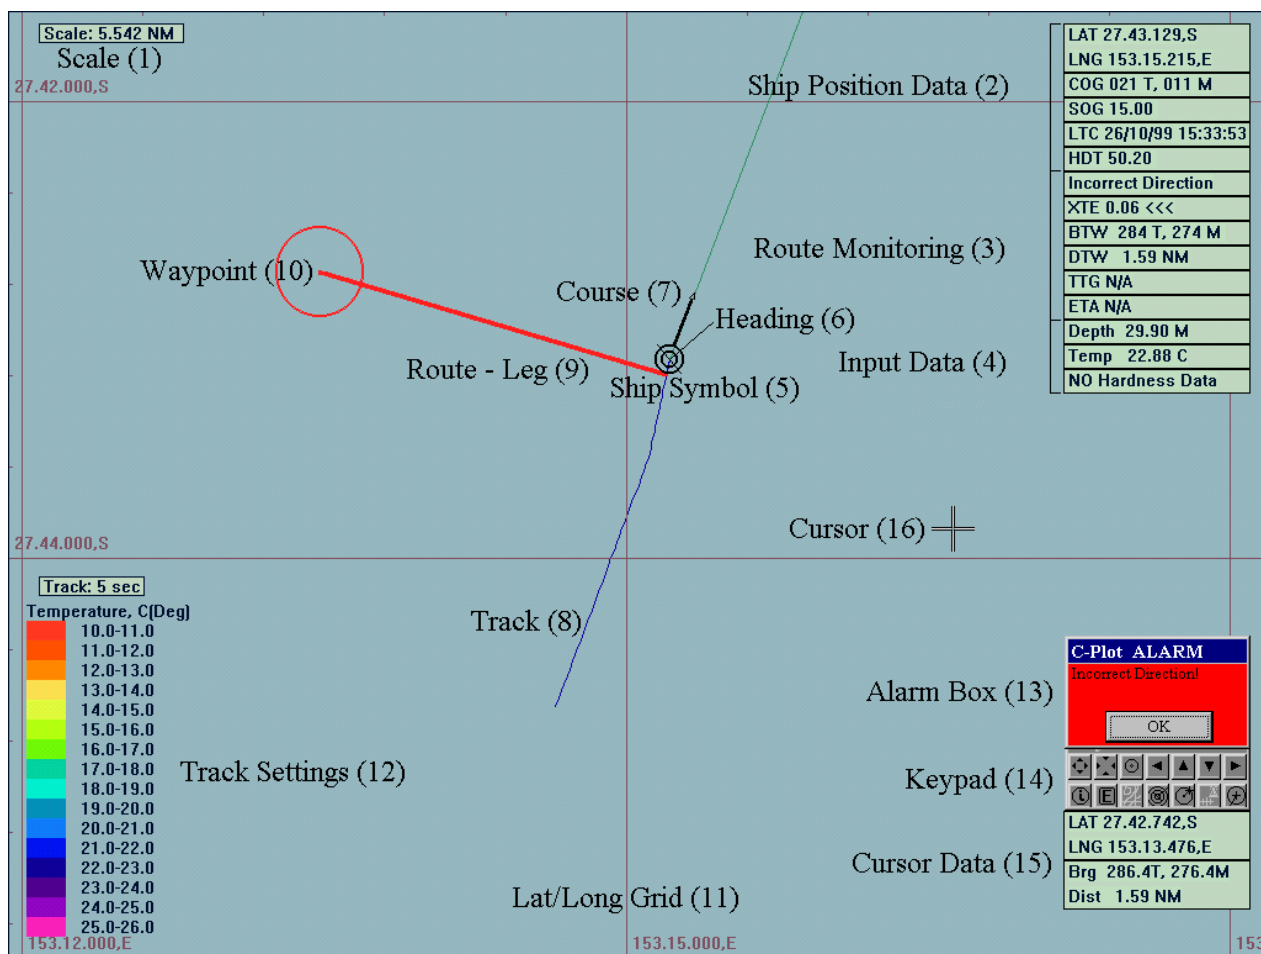 Scale: 5.542 NM
Scale (1)
27.42.000,S
Ship Position Data (2)
LAT 27.43.129,S
LNG 153.15.215,E
COG 021 T, 011 M
SOG 15.00
LTC 26/10/99 15:33:53
HDT 50.20
Incorrect Direction
XTE 0.06 <<<
BTW 284 T, 274 M
DTW 1.59 NM
TTG N/A
ETA N/A
Depth 29.90 M
Temp 22.88 C
NO Hardness Data
Route Monitoring (3)
Waypoint (10)
Course (7)
Heading (6)
Input Data (4)
Route - Leg (9)
Ship Symbol (5)
Cursor (16)
27.44.000,S
Track: 5 sec
Temperature, C(Deg)
10.0-11.0
11.0-12.0
12.0-13.0
13.0-14.0
14.0-15.0
15.0-16.0
16.0-17.0
17.0-18.0
18.0-19.0
19.0-20.0
20.0-21.0
21.0-22.0
22.0-23.0
23.0-24.0
24.0-25.0
25.0-26.0
Track (8)
Track Settings (12)
Alarm Box (13)
C-Plot ALARM
Incorrect Direction!
OK
Keypad (14)
i
E
Cursor Data (15)
LAT 27.42.742,S
LNG 153.13.476,E
Brg 286.4T, 276.4M
Dist 1.59 NM
Lat/Long Grid (11)
153.12.000,E
153.15.000,E
153